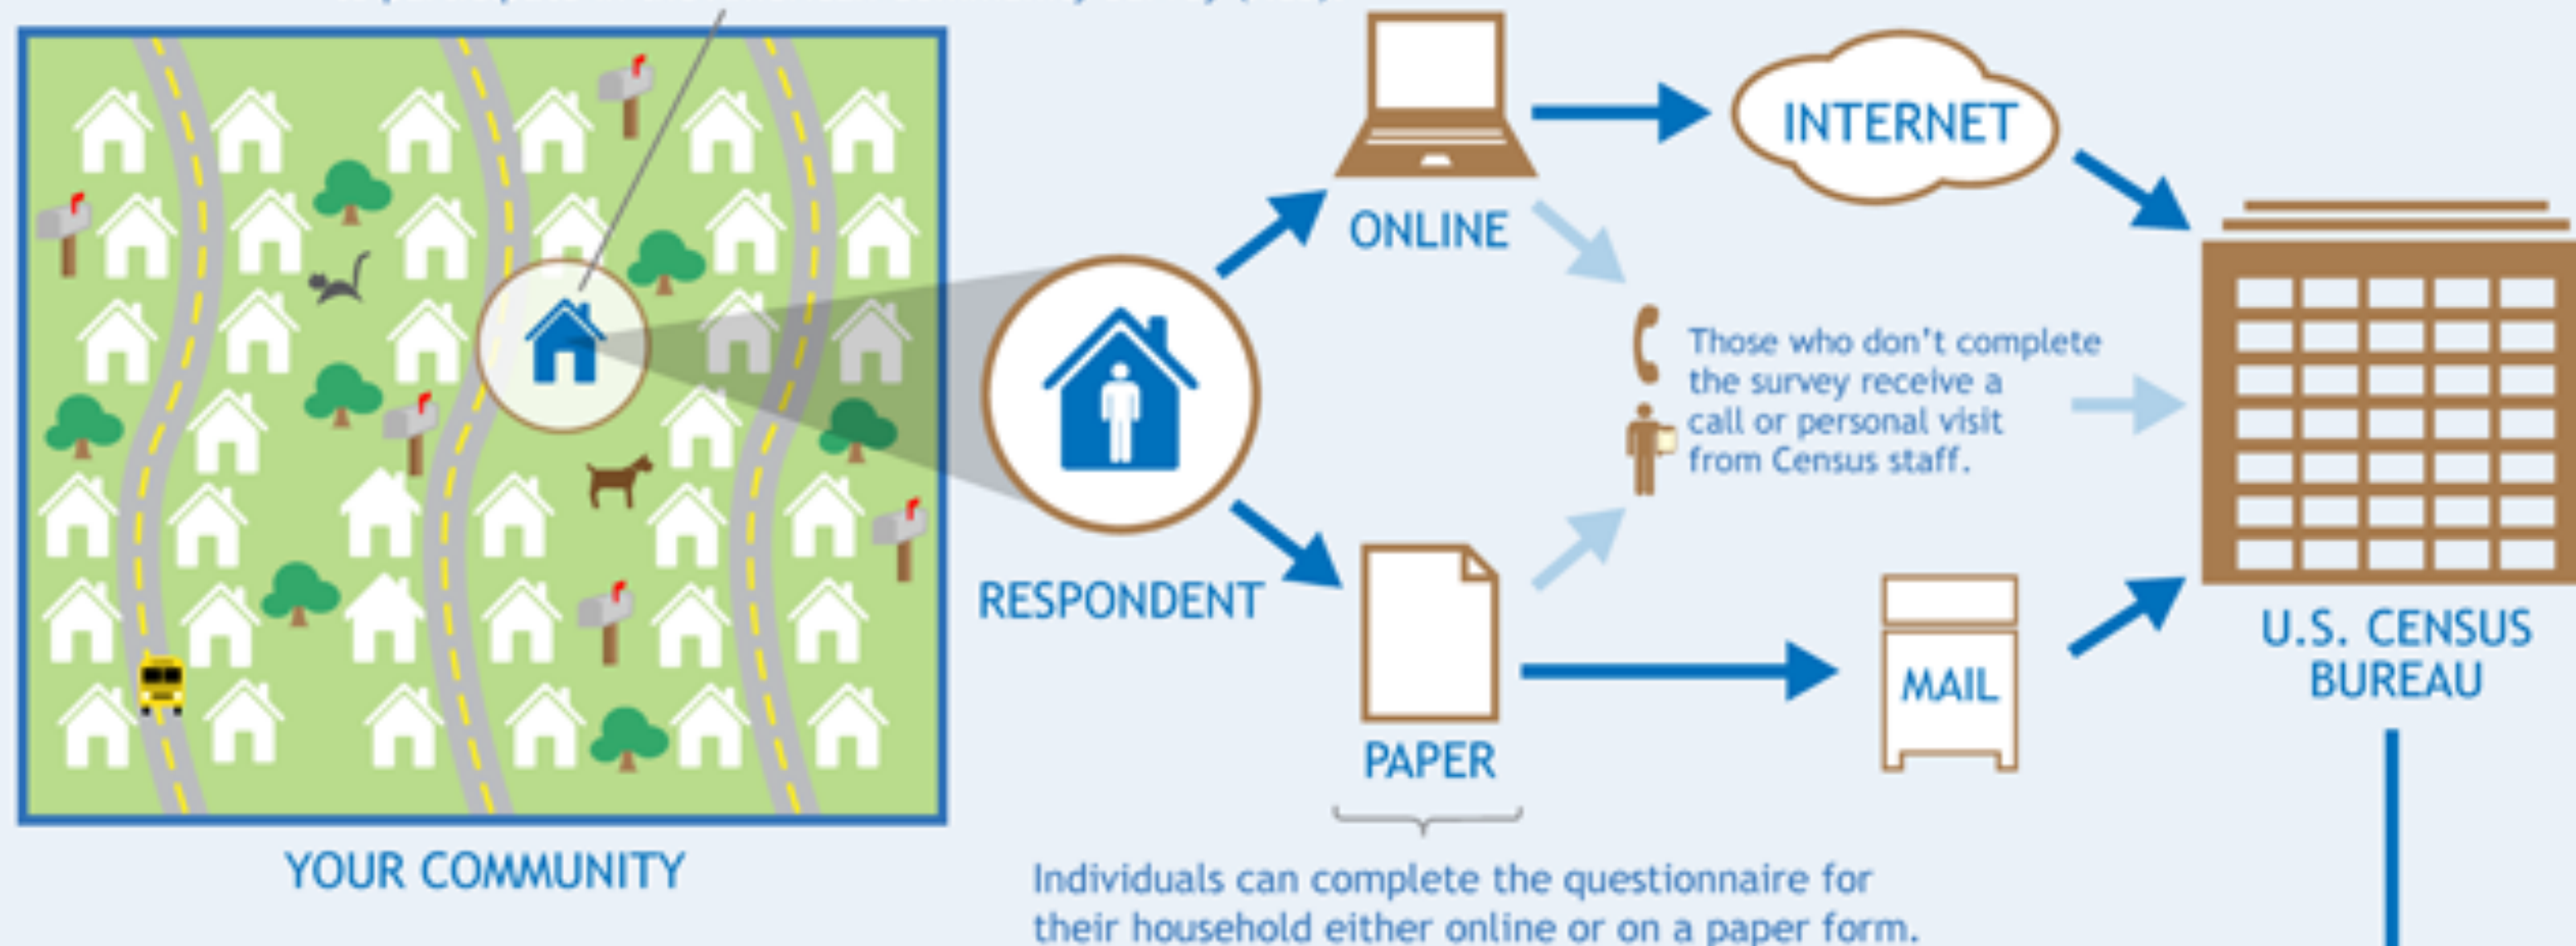 ONLINE
INTERNET
Those who don't complete
the survey receive a
call or personal visit
from Census staff.
RESPONDENT
PAPER
MAIL
U.S. CENSUS
BUREAU
YOUR COMMUNITY
Individuals can complete the questionnaire for
their household either online or on a paper form.